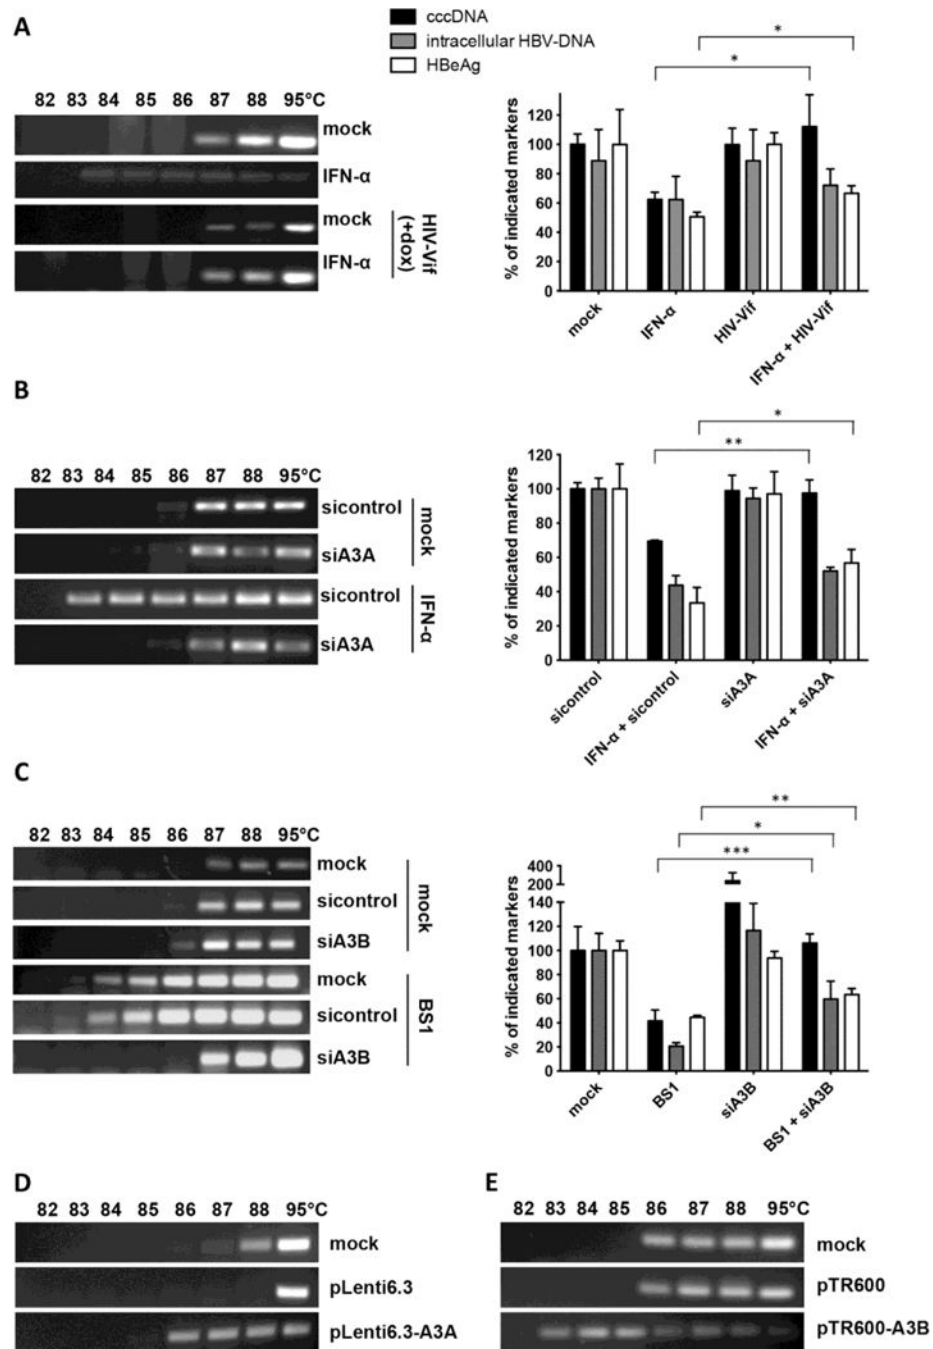 A
cccDNA
intracellular HBV-DNA
HBeAg
82 83 84 85 86 87 88 95°C
mock
IFN-α
mock
IFN-α
HIV-Vif
(+dox)
*
*
% of indicated markers
120
100
80
60
40
20
0
mock
IFN-α
HIV-Vif
IFN-α + HIV-Vif
B
82 83 84 85 86 87 88 95°C
sicontrol
siA3A
sicontrol
siA3A
mock
IFN-α
*
**
% of indicated markers
120
100
80
60
40
20
0
sicontrol
IFN-α + sicontrol
siA3A
IFN-α + siA3A
C
82 83 84 85 86 87 88 95°C
mock
sicontrol
siA3B
mock
sicontrol
siA3B
mock
BS1
**
*
***
% of indicated markers
400
200
140
120
100
80
60
40
20
0
mock
BS1
siA3B
BS1 + siA3B
D
82 83 84 85 86 87 88 95°C
mock
pLenti6.3
pLenti6.3-A3A
E
82 83 84 85 86 87 88 95°C
mock
pTR600
pTR600-A3B